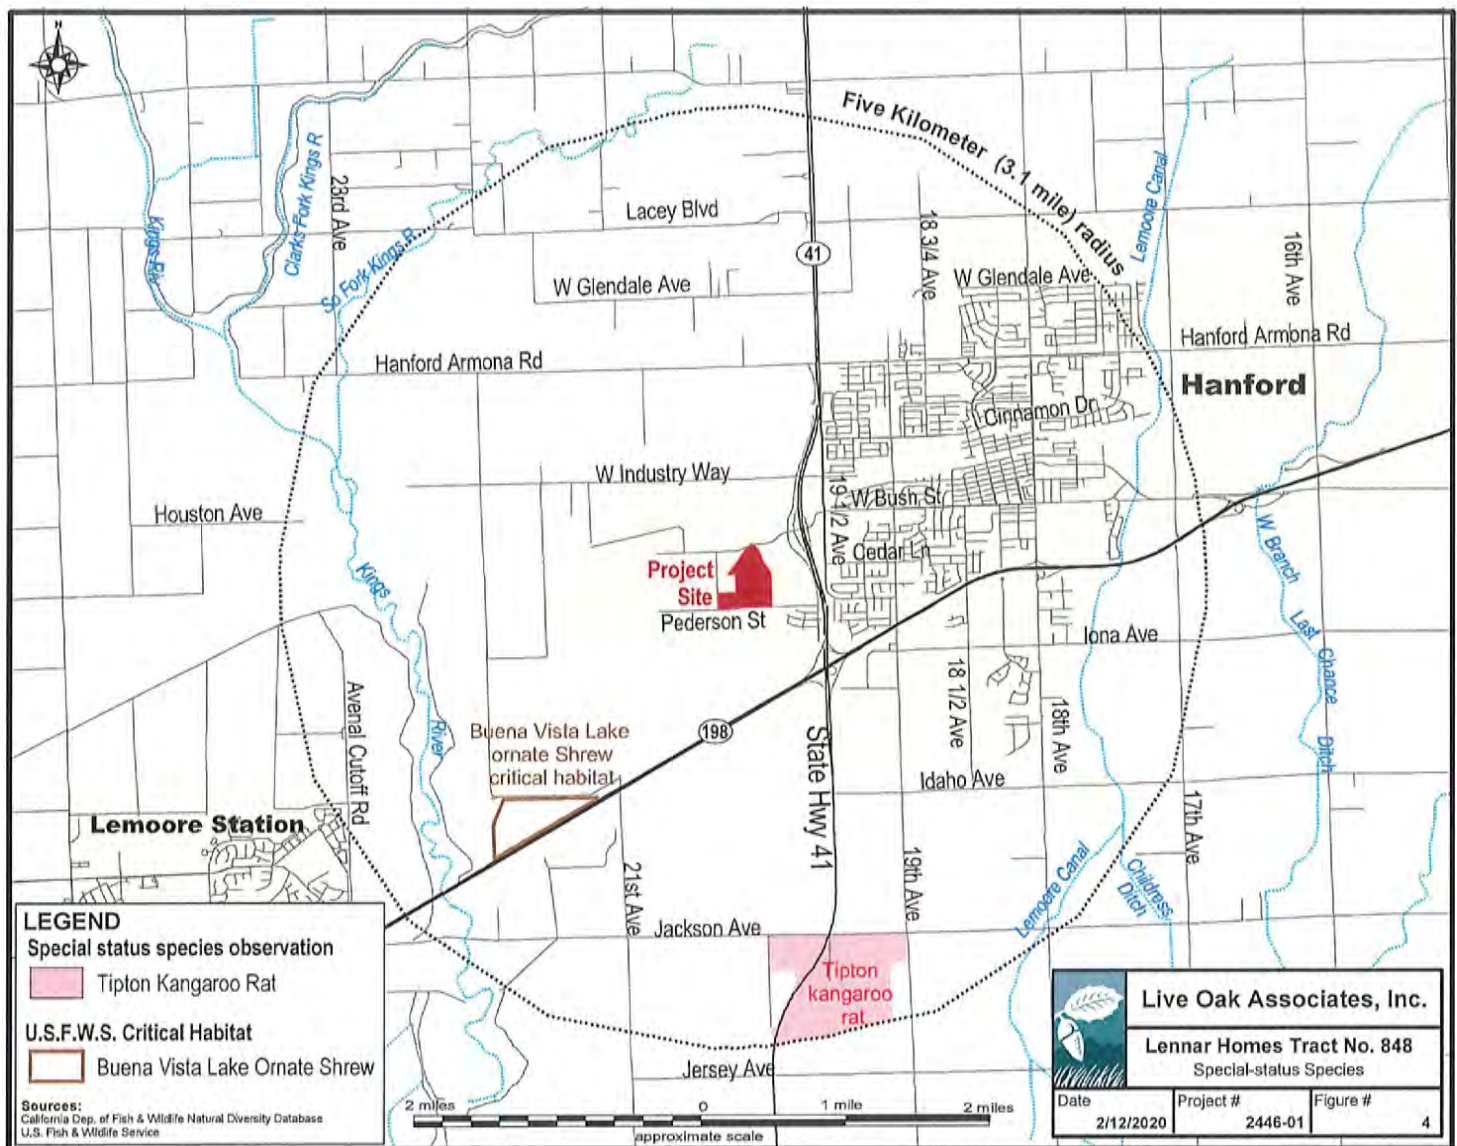 N
Five Kilometer (3.1 mile) radius
Kings Riv
Clarks Fork Kings R
23rd Ave
So Fork Kings R
Lacey Blvd
41
W Glendale Ave
18 3/4 Ave
W Glendale Ave
Lemoore Canal
16th Ave
Hanford Armona Rd
Hanford Armona Rd
Hanford
Cinnamon Dr
W Industry Way
19 1/2 Ave
W Bush St
Houston Ave
Cedar Ln
W Branch Last Chance Ditch
Project
Site
Kings River
Pederson St
Iona Ave
18 1/2 Ave
18th Ave
Avenal Cutoff Rd
Buena Vista Lake
ornate Shrew
critical habitat
198
State Hwy 41
Idaho Ave
17th Ave
Lemoore Station
21st Ave
19th Ave
Lemoore Canal
Childress
Ditch
Jackson Ave
Tipton
kangaroo
rat
Jersey Ave
LEGEND
Special status species observation
Tipton Kangaroo Rat
U.S.F.W.S. Critical Habitat
Buena Vista Lake Ornate Shrew
Sources:
California Dep. of Fish & Wildlife Natural Diversity Database
U.S. Fish & Wildlife Service
2 miles 0 1 mile 2 miles
approximate scale
Live Oak Associates, Inc.
Lennar Homes Tract No. 848
Special-status Species
Date Project # Figure #
2/12/2020 2446-01 4